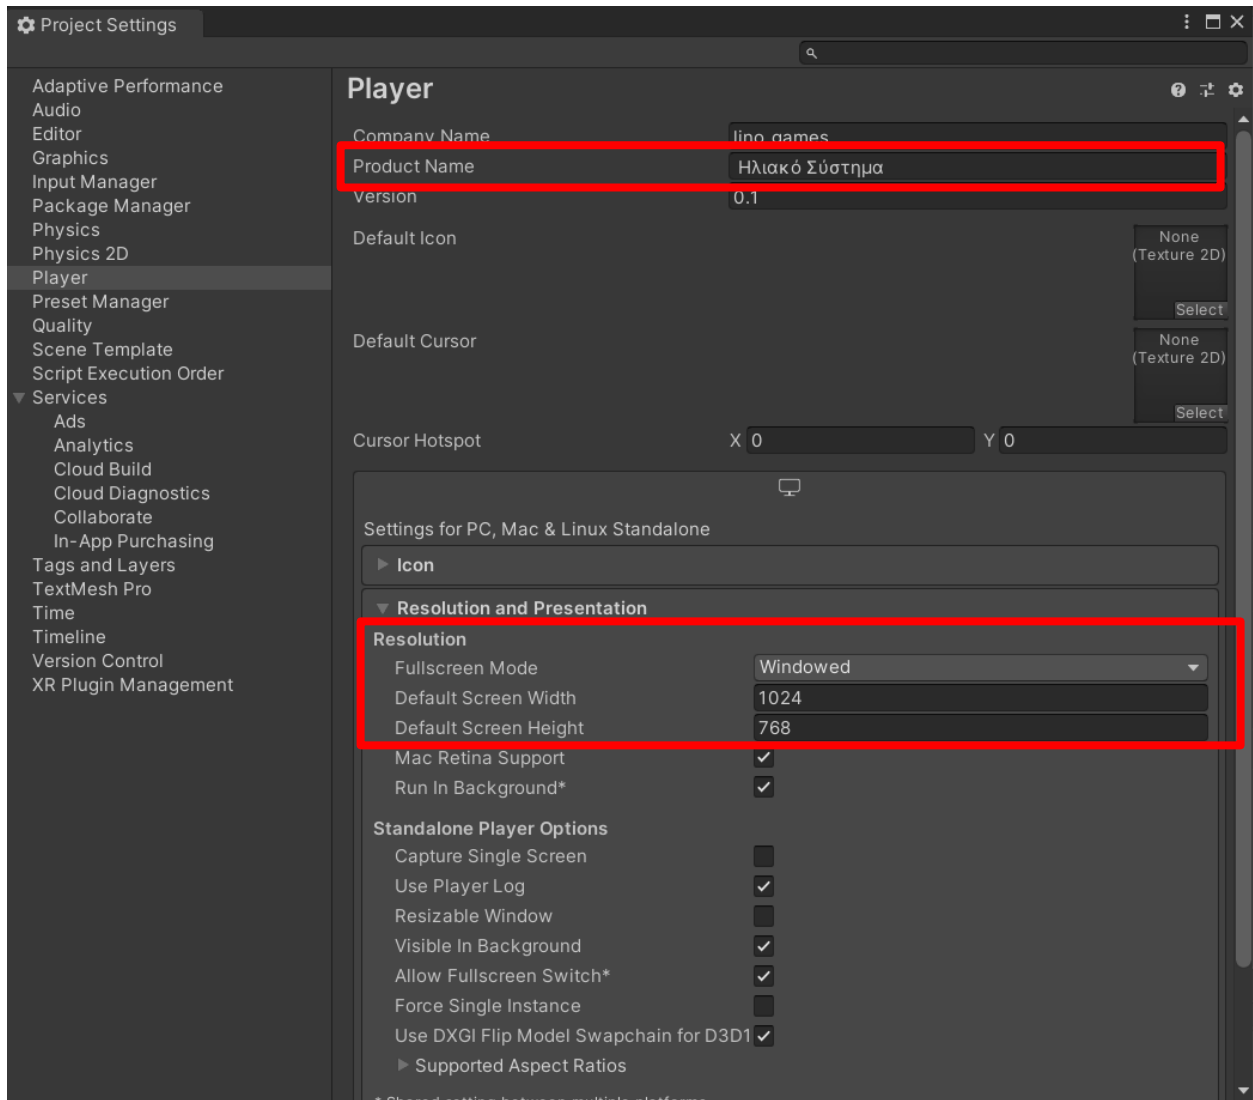 Project Settings
Adaptive Performance
Audio
Editor
Graphics
Input Manager
Package Manager
Physics
Physics 2D
Player
Preset Manager
Quality
Scene Template
Script Execution Order
Services
Ads
Analytics
Cloud Build
Cloud Diagnostics
Collaborate
In-App Purchasing
Tags and Layers
TextMesh Pro
Time
Timeline
Version Control
XR Plugin Management
Player
Company Name
Product Name Ηλιακό Σύστημα
Version 0.1
Default Icon None
(Texture 2D)
Select
Default Cursor None
(Texture 2D)
Select
Cursor Hotspot X 0 Y 0
Settings for PC, Mac & Linux Standalone
Icon
Resolution and Presentation
Resolution
Fullscreen Mode Windowed
Default Screen Width 1024
Default Screen Height 768
Mac Retina Support
Run In Background*
Standalone Player Options
Capture Single Screen
Use Player Log
Resizable Window
Visible In Background
Allow Fullscreen Switch*
Force Single Instance
Use DXGI Flip Model Swapchain for D3D1
Supported Aspect Ratios
* Shared setting between multiple platforms